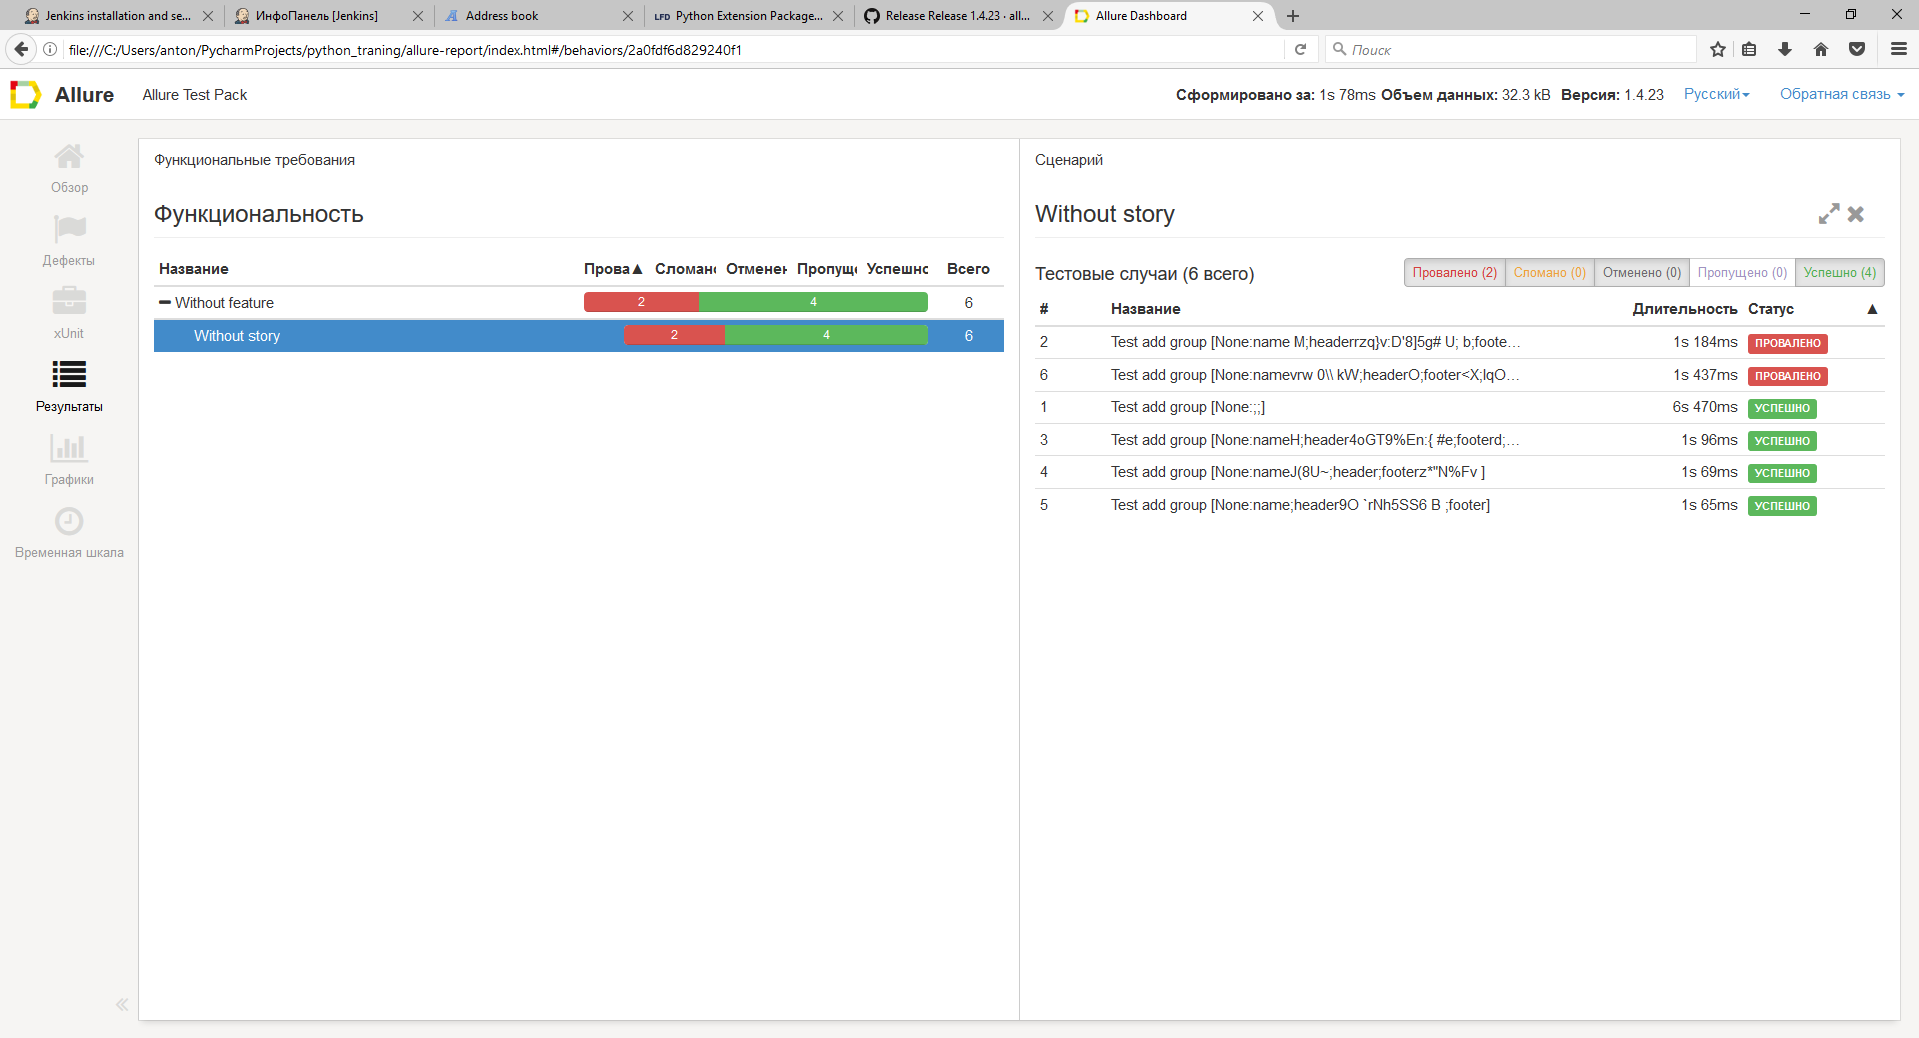 Jenkins installation and se...
ИнфоПанель [Jenkins]
Address book
LFD Python Extension Package...
Release Release 1.4.23 · all...
Allure Dashboard
file:///C:/Users/anton/PycharmProjects/python_traning/allure-report/index.html#/behaviors/2a0fdf6d829240f1
Поиск
Allure
Allure Test Pack
Сформировано за: 1s 78ms Объем данных: 32.3 kB Версия: 1.4.23
Русский
Обратная связь
Обзор
Дефекты
xUnit
Результаты
Графики
Временная шкала
Функциональные требования
Функциональность
Название Прова▲ Сломано Отменен Пропуще Успешно Всего
Without feature 2 4 6
Without story 2 4 6
Сценарий
Without story
Тестовые случаи (6 всего)
Провалено (2) Сломано (0) Отменено (0) Пропущено (0) Успешно (4)
# Название Длительность Статус ▲
2 Test add group [None:name M;headerrzq}v:D'8]5g# U; b;foote… 1s 184ms ПРОВАЛЕНО
6 Test add group [None:namevrw 0\\ kW;headerO;footer<X;lqO… 1s 437ms ПРОВАЛЕНО
1 Test add group [None:;;] 6s 470ms УСПЕШНО
3 Test add group [None:nameH;header4oGT9%En:{ #e;footerd;… 1s 96ms УСПЕШНО
4 Test add group [None:nameJ(8U~;header;footerz*"N%Fv ] 1s 69ms УСПЕШНО
5 Test add group [None:name;header9O `rNh5SS6 B ;footer] 1s 65ms УСПЕШНО